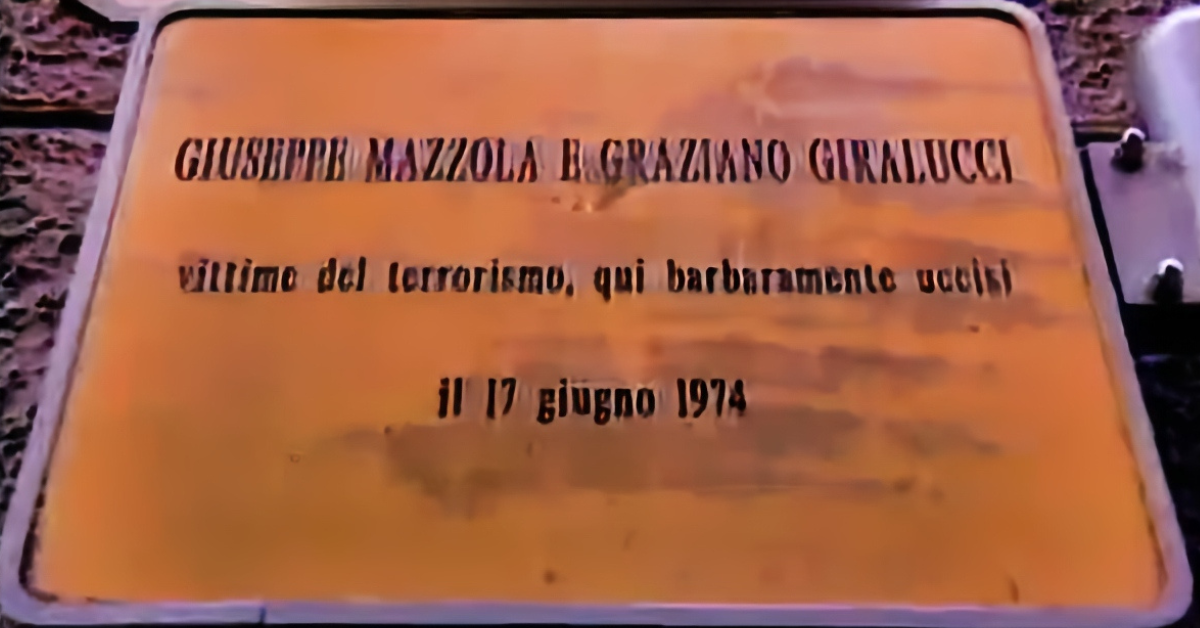 GIUSEPPE MAZZOLA E GRAZIANO GIRALUCCI
vittime del terrorismo, qui barbaramente uccisi
il 17 giugno 1974